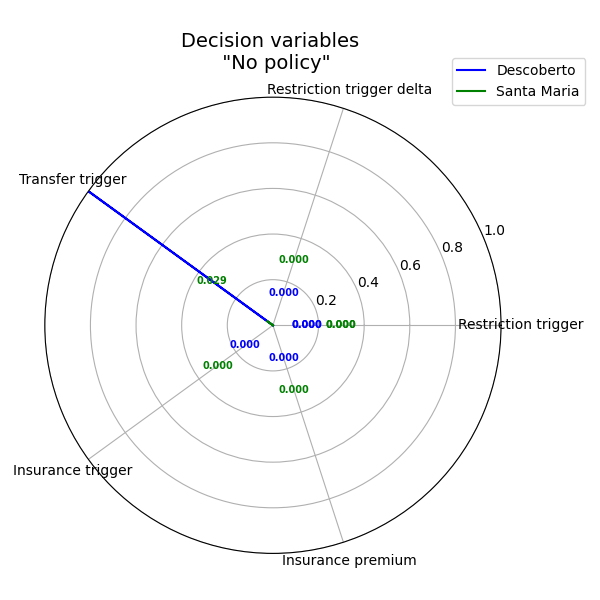 Decision variables
"No policy"
Descoberto
Santa Maria
Restriction trigger delta
Transfer trigger
1.0
0.8
0.6
0.4
0.2
0.000
0.029
0.000
0.000
0.000
Restriction trigger
0.000
0.000
0.000
0.000
Insurance trigger
Insurance premium